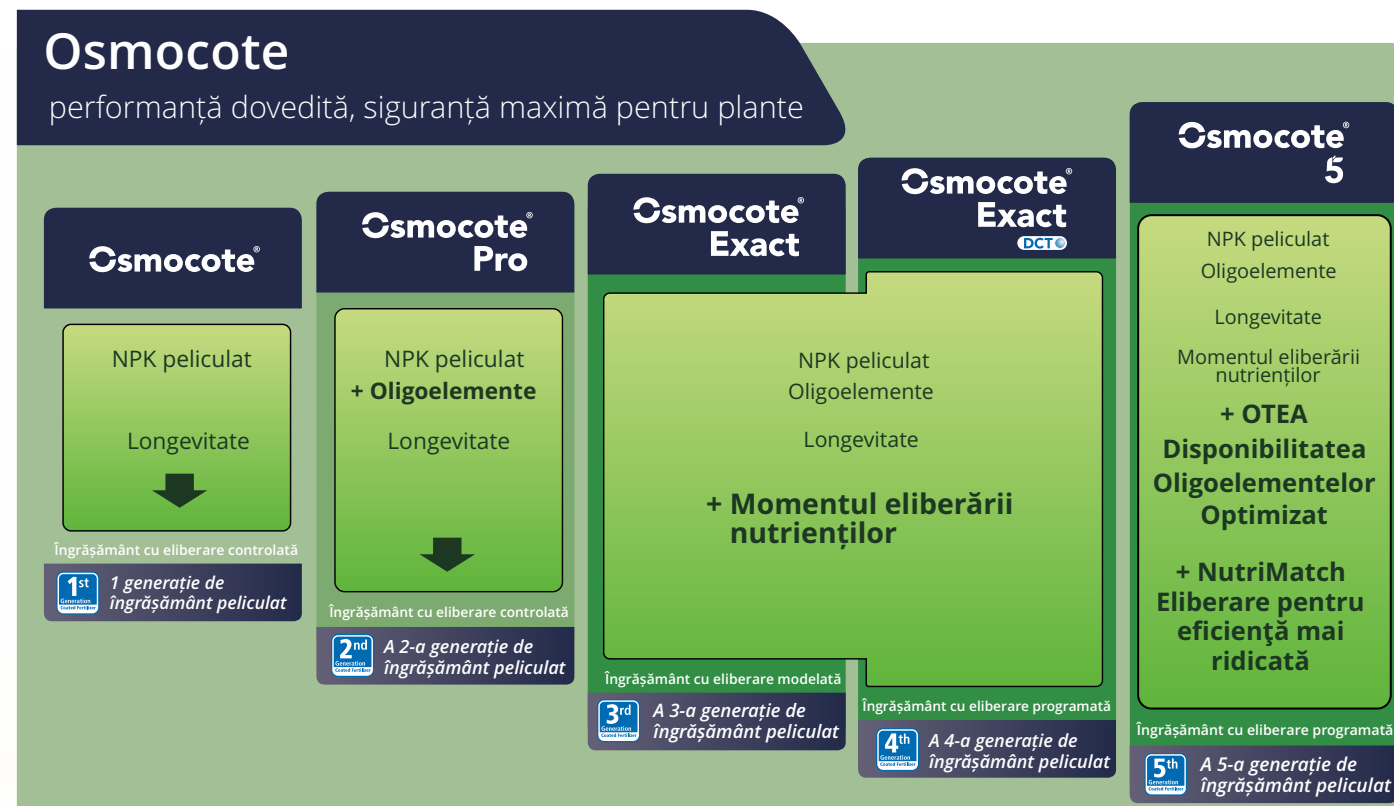 Osmocote
performanță dovedită, siguranță maximă pentru plante
Osmocote®
NPK peliculat
Longevitate
Îngrășământ cu eliberare controlată
1st
Generation
Coated Fertilizer
1 generație de
îngrășământ peliculat
Osmocote®
Pro
NPK peliculat
+ Oligoelemente
Longevitate
Îngrășământ cu eliberare controlată
2nd
Generation
Coated Fertilizer
A 2-a generație de
îngrășământ peliculat
Osmocote®
Exact
Osmocote®
Exact
DCT
NPK peliculat
Oligoelemente
Longevitate
+ Momentul eliberării
nutrienților
Îngrășământ cu eliberare modelată
3rd
Generation
Coated Fertilizer
A 3-a generație de
îngrășământ peliculat
Îngrășământ cu eliberare programată
4th
Generation
Coated Fertilizer
A 4-a generație de
îngrășământ peliculat
Osmocote®
5
NPK peliculat
Oligoelemente
Longevitate
Momentul eliberării
nutrienților
+ OTEA
Disponibilitatea
Oligoelementelor
Optimizat
+ NutriMatch
Eliberare pentru
eficienţă mai
ridicată
Îngrășământ cu eliberare programată
5th
Generation
Coated Fertilizer
A 5-a generație de
îngrășământ peliculat